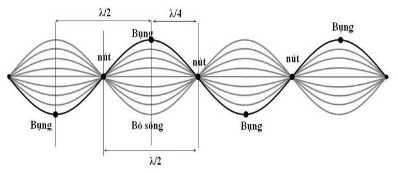 λ/2
λ/4
Bụng
Bụng
nút
nút
nút
Bụng
Bó sóng
Bụng
λ/2